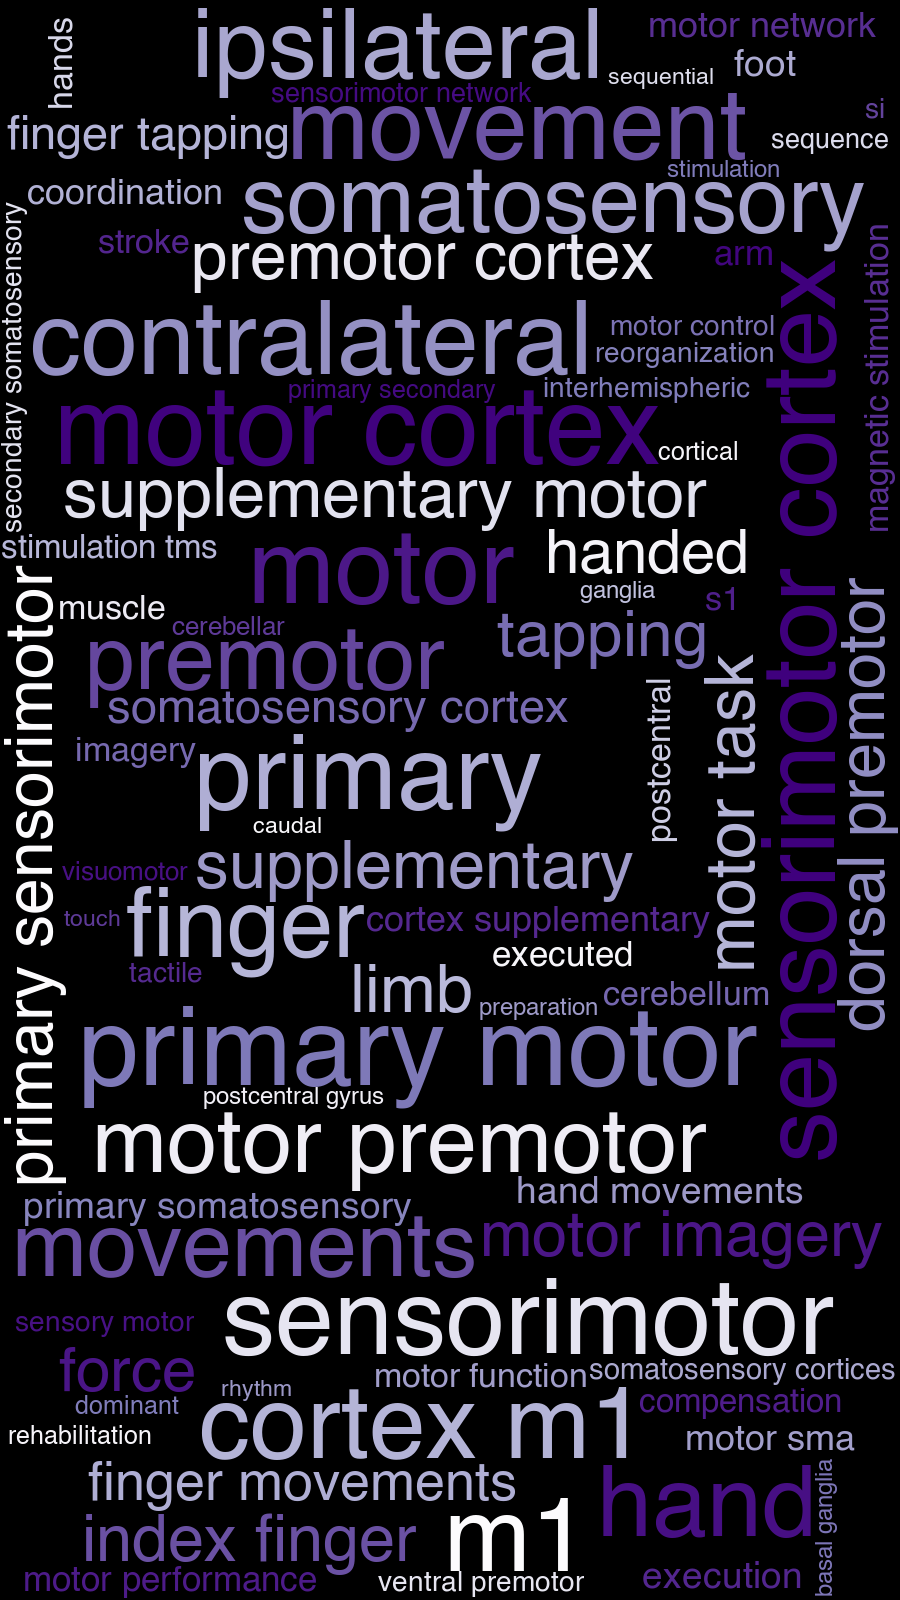 hands
ipsilateral
motor network
foot
sequential
sensorimotor network
movement
si
finger tapping
sequence
stimulation
coordination
somatosensory
secondary somatosensory
stroke
premotor cortex
arm
magnetic stimulation
sensorimotor cortex
contralateral
motor control
reorganization
primary secondary
interhemispheric
motor cortex
cortical
supplementary motor
stimulation tms
motor
handed
ganglia
s1
primary sensorimotor
muscle
cerebellar
premotor
tapping
dorsal premotor
motor task
postcentral
somatosensory cortex
imagery
primary
caudal
visuomotor
supplementary
touch
finger
cortex supplementary
executed
tactile
limb
preparation
cerebellum
primary motor
postcentral gyrus
motor premotor
hand movements
primary somatosensory
movements
motor imagery
sensorimotor
sensory motor
force
rhythm
motor function
somatosensory cortices
dominant
cortex m1
compensation
rehabilitation
motor sma
finger movements
hand
basal ganglia
index finger
m1
motor performance
ventral premotor
execution